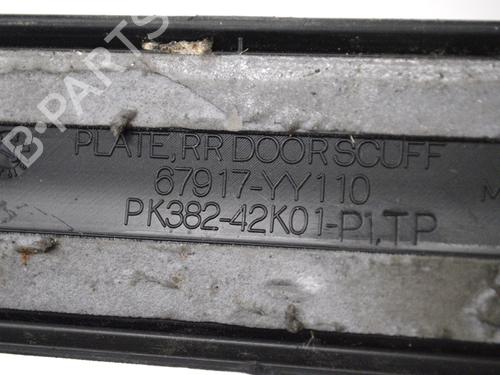 B-PARTS
PLATE, RR DOOR SCUFF
67917-YY110
PK382-42K01-P1,TP